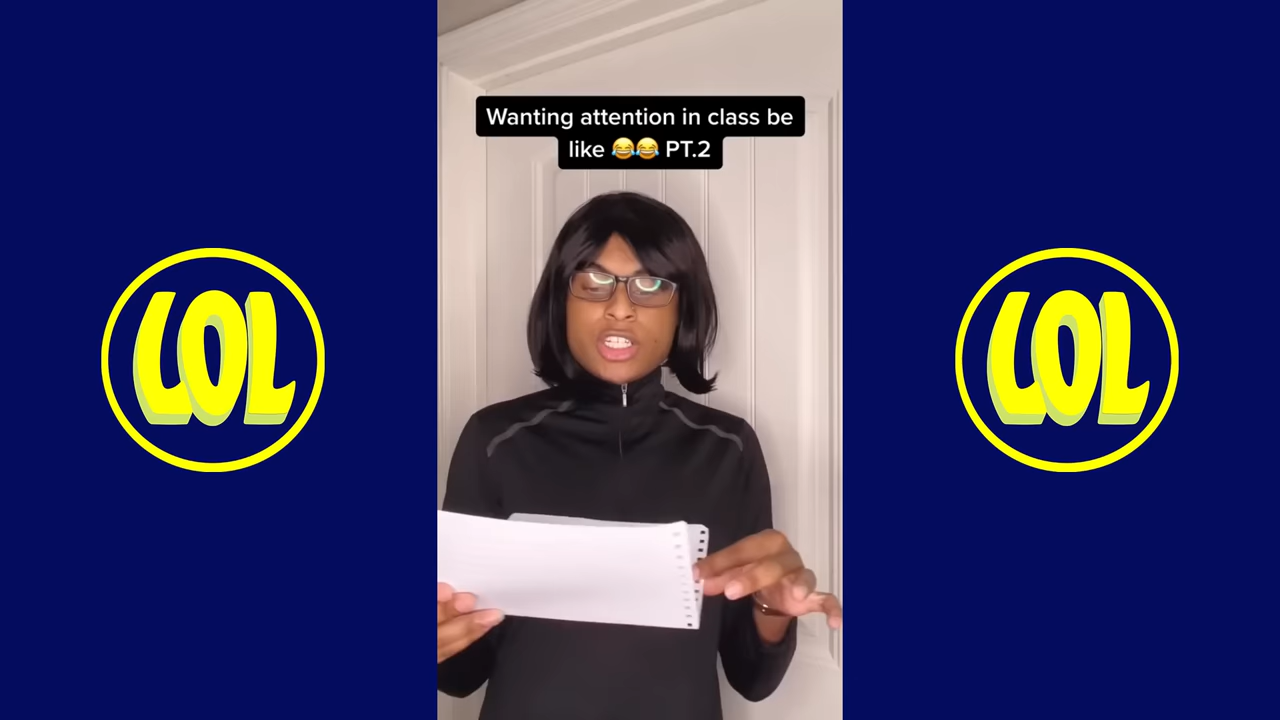 Wanting attention in class be
like 😂😂 PT.2
LOL
LOL